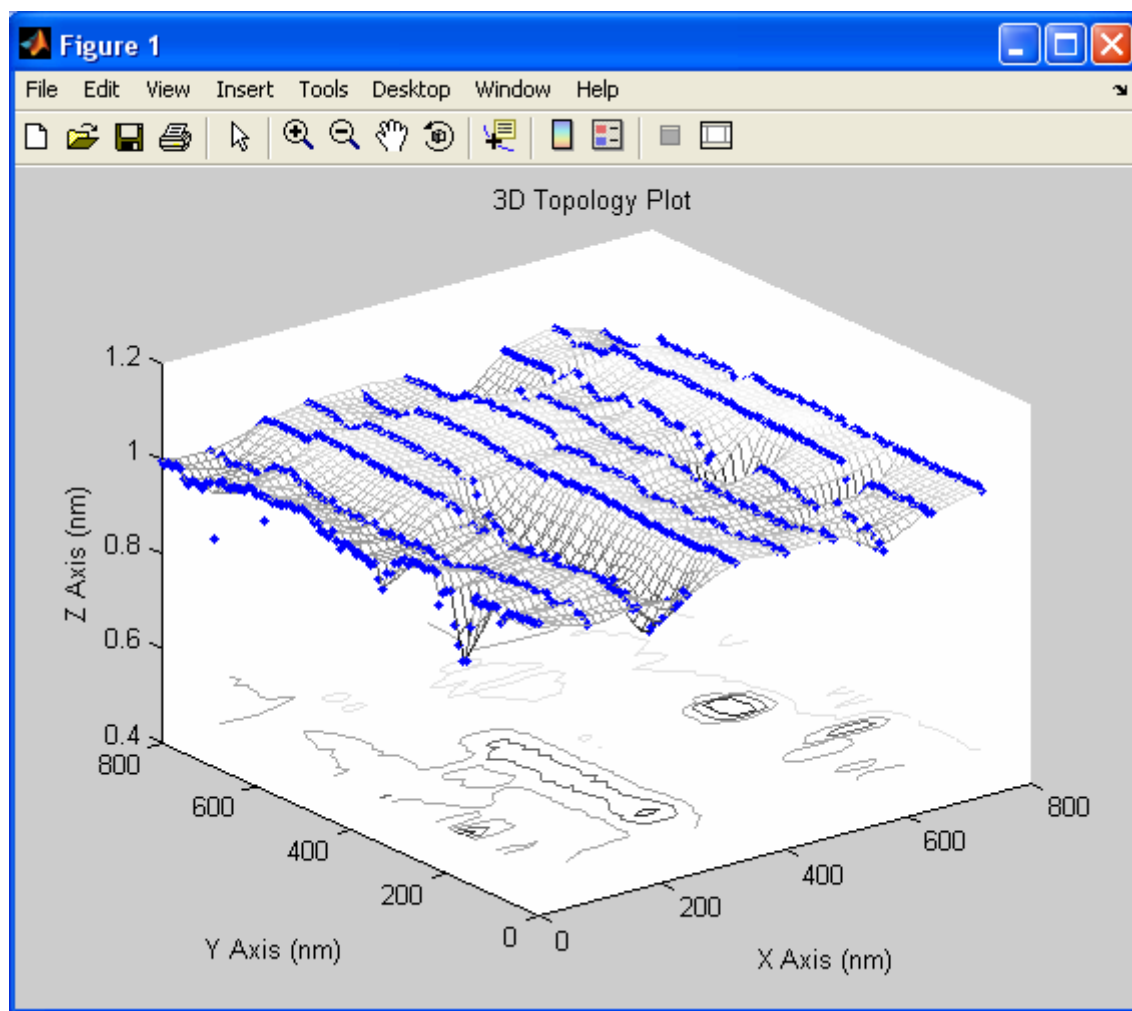 Figure 1
File Edit View Insert Tools Desktop Window Help
3D Topology Plot
1.2
1
0.8
0.6
0.4
Z Axis (nm)
800
600
400
200
0
Y Axis (nm)
0
200
400
600
800
X Axis (nm)